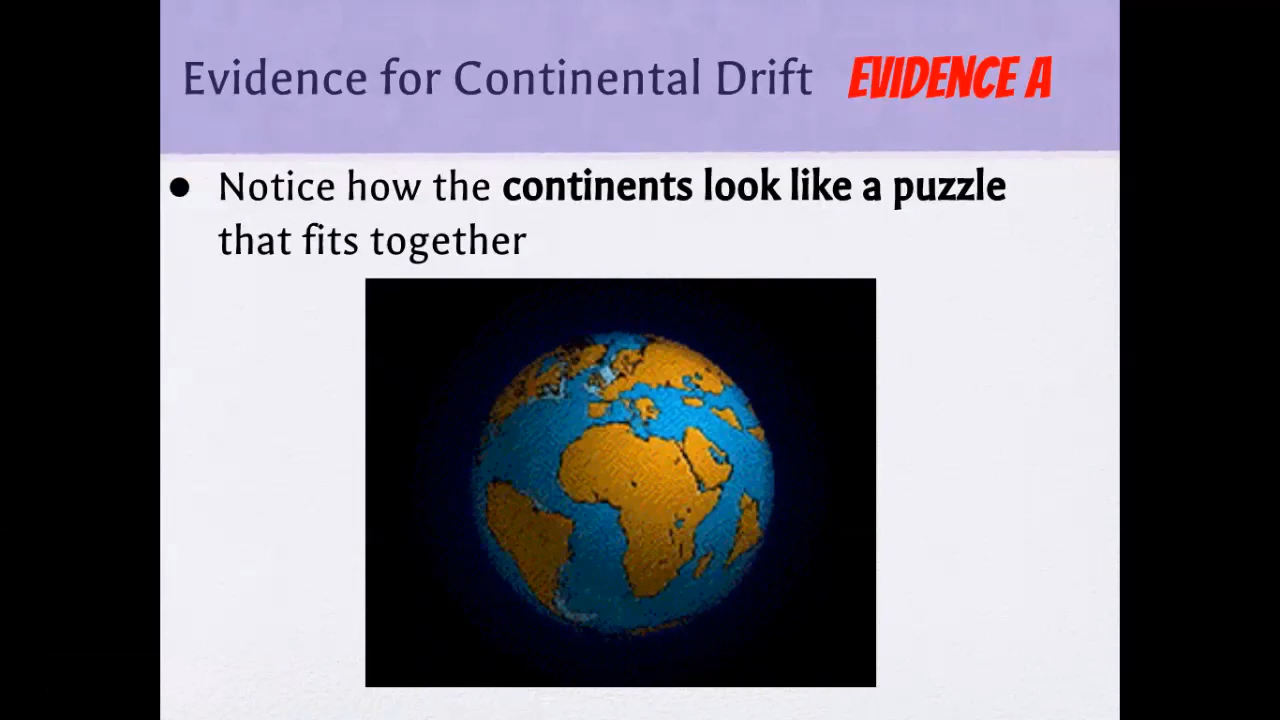 Evidence for Continental Drift EVIDENCE A
● Notice how the continents look like a puzzle
that fits together